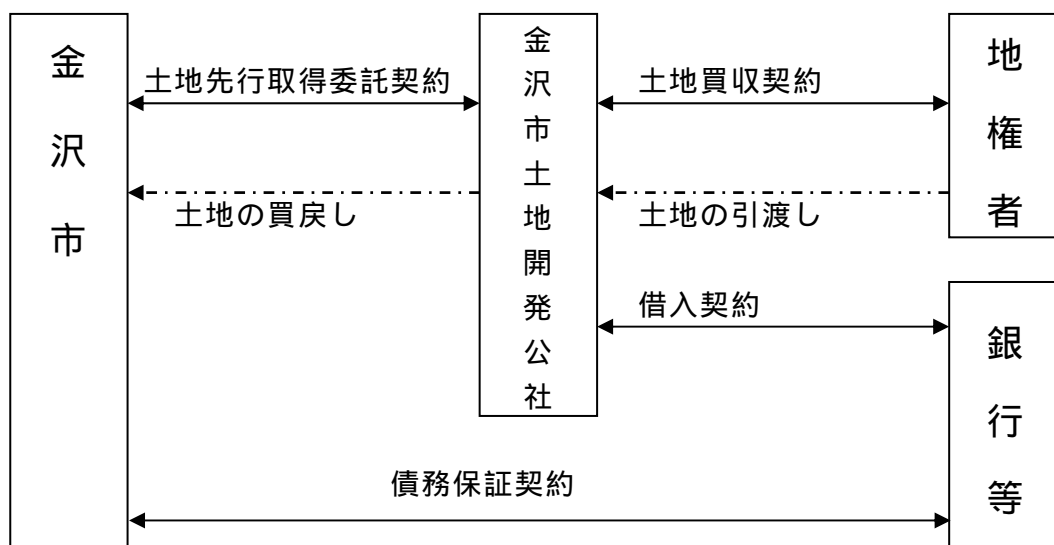 金沢市
土地先行取得委託契約
土地の買戻し
金沢市土地開発公社
土地買収契約
土地の引渡し
地権者
借入契約
銀行等
債務保証契約